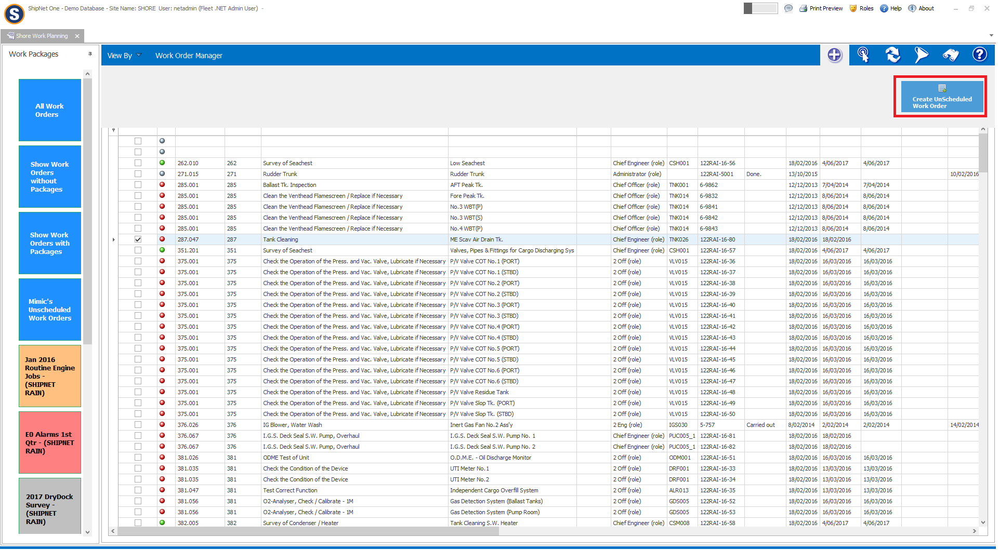 S
ShipNet One - Demo Database - Site Name: SHORE User: netadmin (Fleet .NET Admin User) -
Print Preview Roles Help About
Shore Work Planning
Work Packages
View By Work Order Manager
Create UnScheduled
Work Order
All Work
Orders
Show Work
Orders
without
Packages
Show Work
Orders with
Packages
Mimic's
Unscheduled
Work Orders
Jan 2016
Routine Engine
Jobs -
(SHIPNET
RAIN)
E0 Alarms 1st
Qtr - (SHIPNET
RAIN)
2017 DryDock
Survey -
(SHIPNET
RAIN)
262.010 262 Survey of Seachest Low Seachest Chief Engineer (role) CSH001 122RAI-16-56 18/02/2016 4/06/2017 4/06/2017
271.015 271 Rudder Trunk Rudder Trunk Administrator (role) 122RAI-5001 Done. 13/10/2015 10/02/2016
285.001 285 Ballast Tk. Inspection AFT Peak Tk. Chief Officer (role) TNK001 6-9862 12/12/2013 7/04/2014 7/04/2014
285.001 285 Clean the Venthead Flamescreen / Replace if Necessary Fore Peak Tk. Chief Officer (role) TNK014 6-9832 12/12/2013 8/06/2014 8/06/2014
285.001 285 Clean the Venthead Flamescreen / Replace if Necessary No.3 WBT(P) Chief Officer (role) TNK014 6-9841 12/12/2013 8/06/2014 8/06/2014
285.001 285 Clean the Venthead Flamescreen / Replace if Necessary No.3 WBT(S) Chief Officer (role) TNK014 6-9842 12/12/2013 8/06/2014 8/06/2014
285.001 285 Clean the Venthead Flamescreen / Replace if Necessary No.4 WBT(P) Chief Officer (role) TNK014 6-9843 12/12/2013 8/06/2014 8/06/2014
287.047 287 Tank Cleaning ME Scav Air Drain Tk. Chief Engineer (role) TNK026 122RAI-16-80 18/02/2016 18/02/2016
351.201 351 Survey of Seachest Valves, Pipes & Fittings for Cargo Discharging Sys Chief Engineer (role) CSH001 122RAI-16-57 18/02/2016 4/06/2017 4/06/2017
375.001 375 Check the Operation of the Press. and Vac. Valve, Lubricate if Necessary P/V Valve COT No.1 (PORT) 2 Off (role) VLV015 122RAI-16-36 18/02/2016 16/03/2016 16/03/2016
375.001 375 Check the Operation of the Press. and Vac. Valve, Lubricate if Necessary P/V Valve COT No.1 (STBD) 2 Off (role) VLV015 122RAI-16-37 18/02/2016 16/03/2016 16/03/2016
375.001 375 Check the Operation of the Press. and Vac. Valve, Lubricate if Necessary P/V Valve COT No.2 (PORT) 2 Off (role) VLV015 122RAI-16-38 18/02/2016 16/03/2016 16/03/2016
375.001 375 Check the Operation of the Press. and Vac. Valve, Lubricate if Necessary P/V Valve COT No.2 (STBD) 2 Off (role) VLV015 122RAI-16-39 18/02/2016 16/03/2016 16/03/2016
375.001 375 Check the Operation of the Press. and Vac. Valve, Lubricate if Necessary P/V Valve COT No.3 (PORT) 2 Off (role) VLV015 122RAI-16-40 18/02/2016 16/03/2016 16/03/2016
375.001 375 Check the Operation of the Press. and Vac. Valve, Lubricate if Necessary P/V Valve COT No.3 (STBD) 2 Off (role) VLV015 122RAI-16-41 18/02/2016 16/03/2016 16/03/2016
375.001 375 Check the Operation of the Press. and Vac. Valve, Lubricate if Necessary P/V Valve COT No.4 (PORT) 2 Off (role) VLV015 122RAI-16-42 18/02/2016 16/03/2016 16/03/2016
375.001 375 Check the Operation of the Press. and Vac. Valve, Lubricate if Necessary P/V Valve COT No.4 (STBD) 2 Off (role) VLV015 122RAI-16-43 18/02/2016 16/03/2016 16/03/2016
375.001 375 Check the Operation of the Press. and Vac. Valve, Lubricate if Necessary P/V Valve COT No.5 (PORT) 2 Off (role) VLV015 122RAI-16-44 18/02/2016 16/03/2016 16/03/2016
375.001 375 Check the Operation of the Press. and Vac. Valve, Lubricate if Necessary P/V Valve COT No.5 (STBD) 2 Off (role) VLV015 122RAI-16-45 18/02/2016 16/03/2016 16/03/2016
375.001 375 Check the Operation of the Press. and Vac. Valve, Lubricate if Necessary P/V Valve COT No.6 (PORT) 2 Off (role) VLV015 122RAI-16-46 18/02/2016 16/03/2016 16/03/2016
375.001 375 Check the Operation of the Press. and Vac. Valve, Lubricate if Necessary P/V Valve COT No.6 (STBD) 2 Off (role) VLV015 122RAI-16-47 18/02/2016 16/03/2016 16/03/2016
375.001 375 Check the Operation of the Press. and Vac. Valve, Lubricate if Necessary P/V Valve Residue Tank 2 Off (role) VLV015 122RAI-16-48 18/02/2016 16/03/2016 16/03/2016
375.001 375 Check the Operation of the Press. and Vac. Valve, Lubricate if Necessary P/V Valve Slop Tk. (PORT) 2 Off (role) VLV015 122RAI-16-49 18/02/2016 16/03/2016 16/03/2016
375.001 375 Check the Operation of the Press. and Vac. Valve, Lubricate if Necessary P/V Valve Slop Tk. (STBD) 2 Off (role) VLV015 122RAI-16-50 18/02/2016 16/03/2016 16/03/2016
376.026 376 IG Blower, Water Wash Inert Gas Fan No.2 Ass'y 2 Eng (role) IGS030 5-757 Carried out 8/02/2014 2/02/2014 2/02/2014 14/02/2014
376.067 376 I.G.S. Deck Seal S.W. Pump, Overhaul I.G.S. Deck Seal S.W. Pump No. 1 Chief Engineer (role) PUC005_1 122RAI-16-81 18/02/2016 18/02/2016
376.067 376 I.G.S. Deck Seal S.W. Pump, Overhaul I.G.S. Deck Seal S.W. Pump No. 2 Chief Engineer (role) PUC005_1 122RAI-16-82 18/02/2016 18/02/2016
381.026 381 ODME Test of Unit O.D.M.E. - Oil Discharge Monitor 2 Off (role) ODM001 122RAI-16-51 18/02/2016 16/03/2016 16/03/2016
381.035 381 Check the Condition of the Device UTI Meter No.1 2 Off (role) DRF001 122RAI-16-33 18/02/2016 13/03/2016 13/03/2016
381.035 381 Check the Condition of the Device UTI Meter No.2 2 Off (role) DRF001 122RAI-16-34 18/02/2016 13/03/2016 13/03/2016
381.047 381 Test Correct Function Independent Cargo Overfill System 2 Off (role) ALR013 122RAI-16-35 18/02/2016 13/03/2016 13/03/2016
381.056 381 O2-Analyser, Check / Calibrate - 1M Gas Detection System (Ballast Tanks) 2 Off (role) GDS005 122RAI-16-52 18/02/2016 16/03/2016 16/03/2016
381.056 381 O2-Analyser, Check / Calibrate - 1M Gas Detection System (Pump Room) 2 Off (role) GDS005 122RAI-16-53 18/02/2016 16/03/2016 16/03/2016
382.005 382 Survey of Condenser / Heater Tank Cleaning S.W. Heater Chief Engineer (role) CSM008 122RAI-16-58 18/02/2016 4/06/2017 4/06/2017